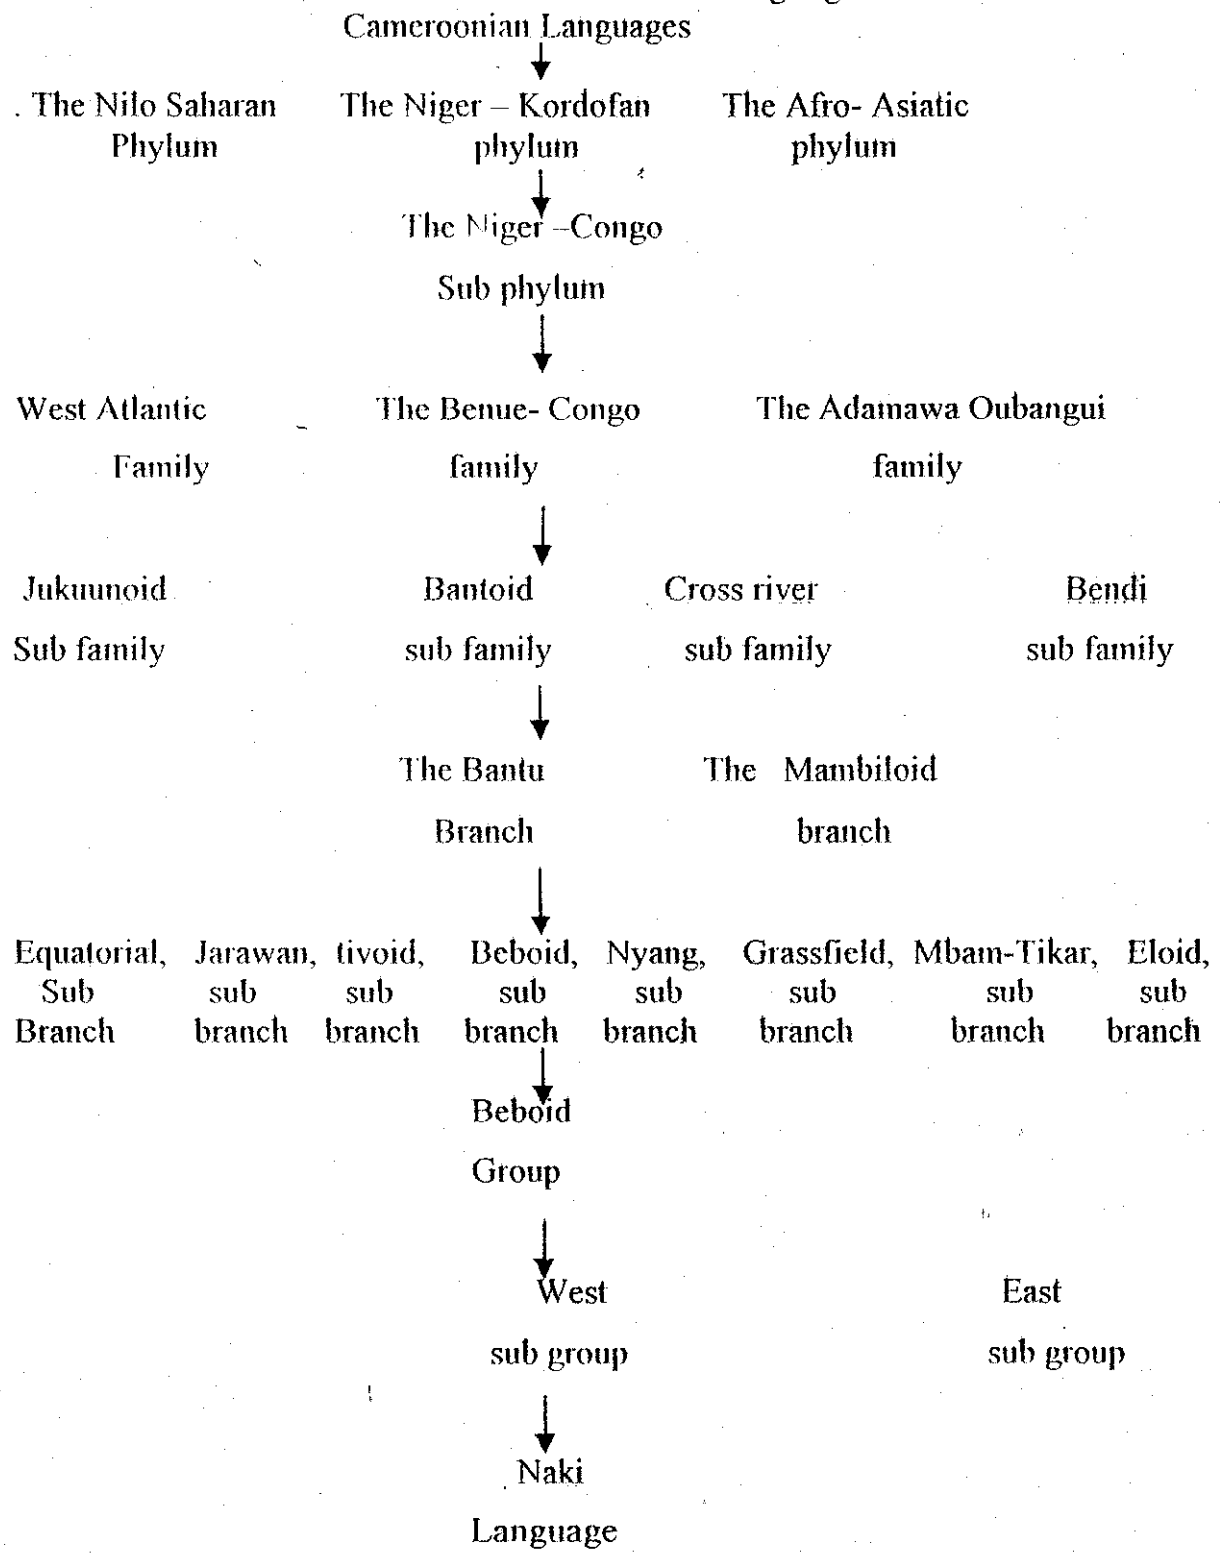 Cameroonian Languages
. The Nilo Saharan The Niger – Kordofan The Afro- Asiatic
Phylum phylum phylum
The Niger –Congo
Sub phylum
West Atlantic The Benue- Congo The Adamawa Oubangui
Family family family
Jukuunoid Bantoid Cross river Bendi
Sub family sub family sub family sub family
The Bantu The Mambiloid
Branch branch
Equatorial, Jarawan, tivoid, Beboid, Nyang, Grassfield, Mbam-Tikar, Eloid,
Sub sub sub sub sub sub sub sub
Branch branch branch branch branch branch branch branch
Beboid
Group
West East
sub group sub group
Naki
Language